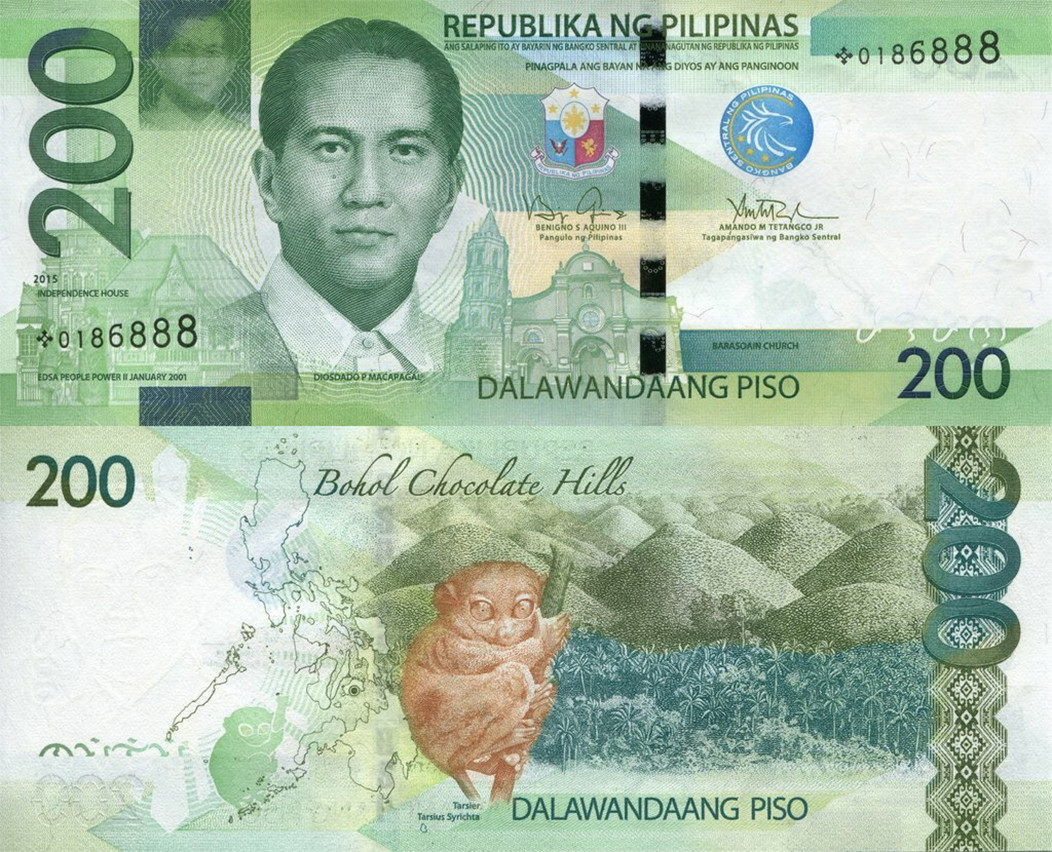 200
REPUBLIKA NG PILIPINAS
ANG SALAPING ITO AY BAYARIN NG BANGKO SENTRAL AT PINANANAGUTAN NG REPUBLIKA NG PILIPINAS
PINAGPALA ANG BAYAN NA ANG DIYOS AY ANG PANGINOON
0186888
REPUBLIKA NG PILIPINAS
BANGKO SENTRAL NG PILIPINAS
BENIGNO S AQUINO III
Pangulo ng Pilipinas
AMANDO M TETANGCO JR
Tagapangasiwa ng Bangko Sentral
2015
INDEPENDENCE HOUSE
0186888
EDSA PEOPLE POWER II JANUARY 2001
DIOSDADO P MACAPAGAL
BARASOAIN CHURCH
DALAWANDAANG PISO
200
200
Bohol Chocolate Hills
200
Tarsier
Tarsius Syrichta
DALAWANDAANG PISO